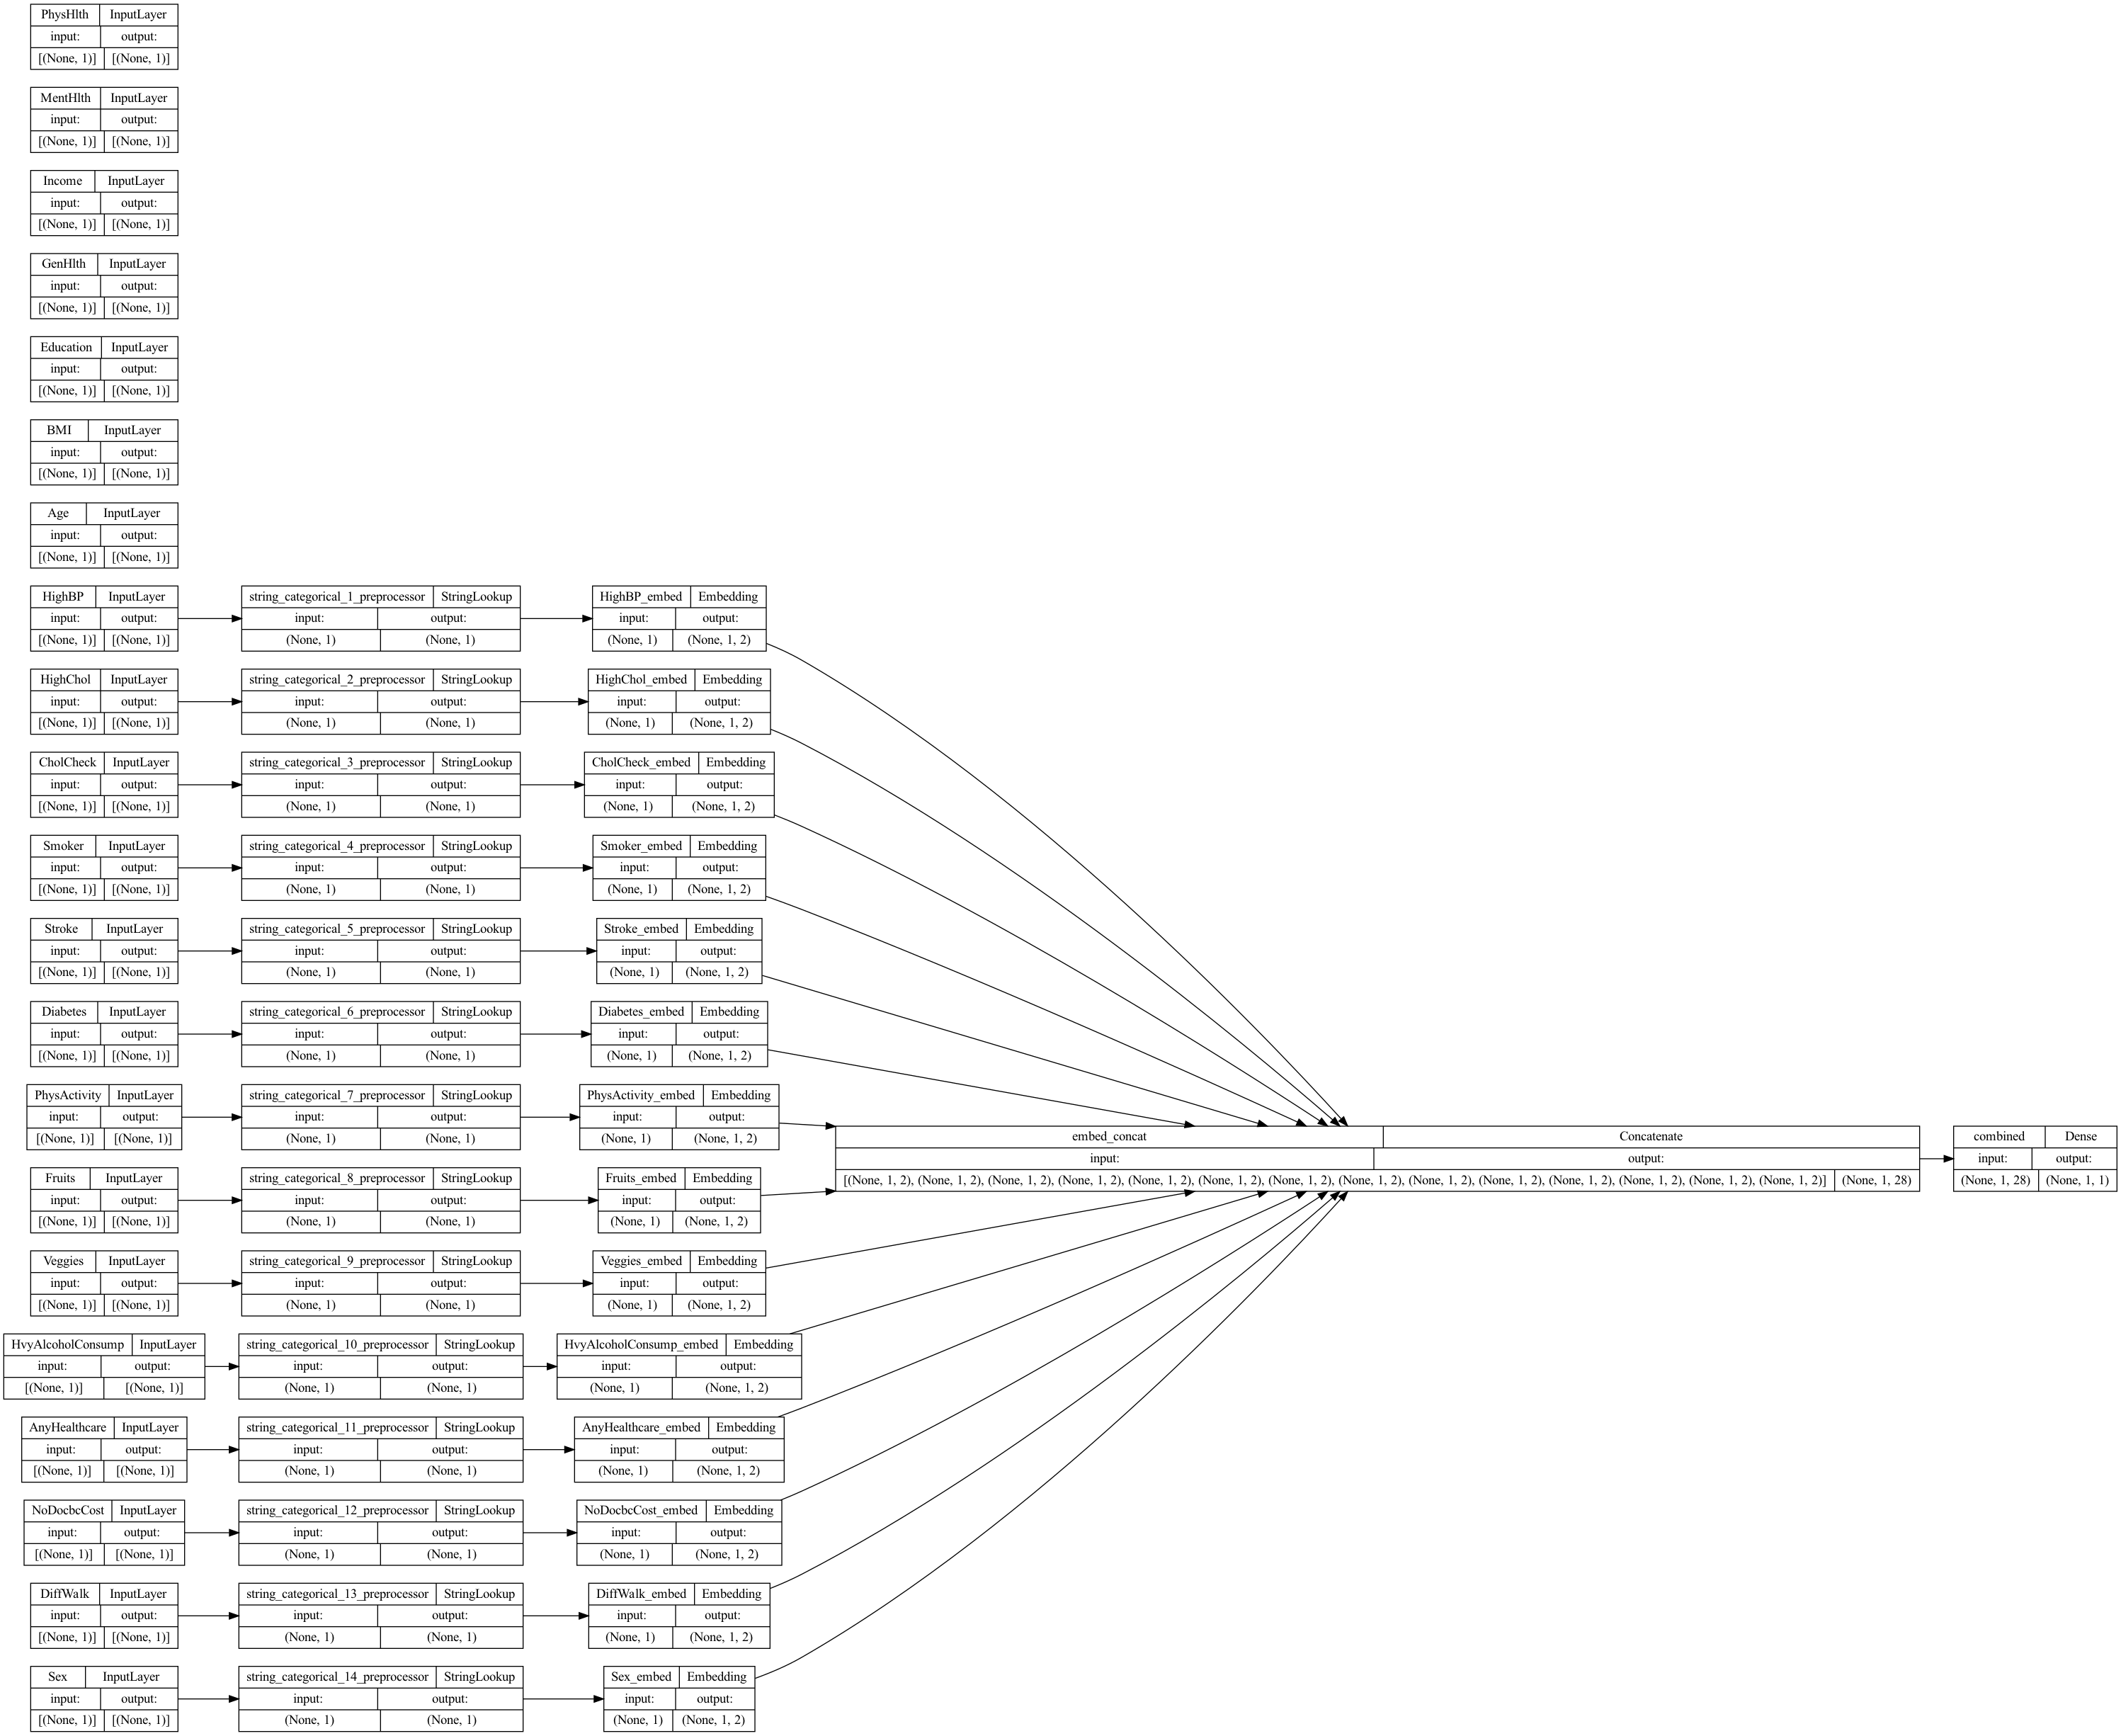 PhysHlth InputLayer
input: output:
[(None, 1)] [(None, 1)]
MentHlth InputLayer
input: output:
[(None, 1)] [(None, 1)]
Income InputLayer
input: output:
[(None, 1)] [(None, 1)]
GenHlth InputLayer
input: output:
[(None, 1)] [(None, 1)]
Education InputLayer
input: output:
[(None, 1)] [(None, 1)]
BMI InputLayer
input: output:
[(None, 1)] [(None, 1)]
Age InputLayer
input: output:
[(None, 1)] [(None, 1)]
HighBP InputLayer
input: output:
[(None, 1)] [(None, 1)]
string_categorical_1_preprocessor StringLookup
input: output:
(None, 1) (None, 1)
HighBP_embed Embedding
input: output:
(None, 1) (None, 1, 2)
HighChol InputLayer
input: output:
[(None, 1)] [(None, 1)]
string_categorical_2_preprocessor StringLookup
input: output:
(None, 1) (None, 1)
HighChol_embed Embedding
input: output:
(None, 1) (None, 1, 2)
CholCheck InputLayer
input: output:
[(None, 1)] [(None, 1)]
string_categorical_3_preprocessor StringLookup
input: output:
(None, 1) (None, 1)
CholCheck_embed Embedding
input: output:
(None, 1) (None, 1, 2)
Smoker InputLayer
input: output:
[(None, 1)] [(None, 1)]
string_categorical_4_preprocessor StringLookup
input: output:
(None, 1) (None, 1)
Smoker_embed Embedding
input: output:
(None, 1) (None, 1, 2)
Stroke InputLayer
input: output:
[(None, 1)] [(None, 1)]
string_categorical_5_preprocessor StringLookup
input: output:
(None, 1) (None, 1)
Stroke_embed Embedding
input: output:
(None, 1) (None, 1, 2)
Diabetes InputLayer
input: output:
[(None, 1)] [(None, 1)]
string_categorical_6_preprocessor StringLookup
input: output:
(None, 1) (None, 1)
Diabetes_embed Embedding
input: output:
(None, 1) (None, 1, 2)
PhysActivity InputLayer
input: output:
[(None, 1)] [(None, 1)]
string_categorical_7_preprocessor StringLookup
input: output:
(None, 1) (None, 1)
PhysActivity_embed Embedding
input: output:
(None, 1) (None, 1, 2)
Fruits InputLayer
input: output:
[(None, 1)] [(None, 1)]
string_categorical_8_preprocessor StringLookup
input: output:
(None, 1) (None, 1)
Fruits_embed Embedding
input: output:
(None, 1) (None, 1, 2)
Veggies InputLayer
input: output:
[(None, 1)] [(None, 1)]
string_categorical_9_preprocessor StringLookup
input: output:
(None, 1) (None, 1)
Veggies_embed Embedding
input: output:
(None, 1) (None, 1, 2)
HvyAlcoholConsump InputLayer
input: output:
[(None, 1)] [(None, 1)]
string_categorical_10_preprocessor StringLookup
input: output:
(None, 1) (None, 1)
HvyAlcoholConsump_embed Embedding
input: output:
(None, 1) (None, 1, 2)
AnyHealthcare InputLayer
input: output:
[(None, 1)] [(None, 1)]
string_categorical_11_preprocessor StringLookup
input: output:
(None, 1) (None, 1)
AnyHealthcare_embed Embedding
input: output:
(None, 1) (None, 1, 2)
NoDocbcCost InputLayer
input: output:
[(None, 1)] [(None, 1)]
string_categorical_12_preprocessor StringLookup
input: output:
(None, 1) (None, 1)
NoDocbcCost_embed Embedding
input: output:
(None, 1) (None, 1, 2)
DiffWalk InputLayer
input: output:
[(None, 1)] [(None, 1)]
string_categorical_13_preprocessor StringLookup
input: output:
(None, 1) (None, 1)
DiffWalk_embed Embedding
input: output:
(None, 1) (None, 1, 2)
Sex InputLayer
input: output:
[(None, 1)] [(None, 1)]
string_categorical_14_preprocessor StringLookup
input: output:
(None, 1) (None, 1)
Sex_embed Embedding
input: output:
(None, 1) (None, 1, 2)
embed_concat Concatenate
input: output:
[(None, 1, 2), (None, 1, 2), (None, 1, 2), (None, 1, 2), (None, 1, 2), (None, 1, 2), (None, 1, 2), (None, 1, 2), (None, 1, 2), (None, 1, 2), (None, 1, 2), (None, 1, 2), (None, 1, 2), (None, 1, 2)] (None, 1, 28)
combined Dense
input: output:
(None, 1, 28) (None, 1, 1)